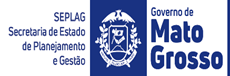 SEPLAG
Secretaria de Estado
de Planejamento
e Gestão
Governo de
Mato
Grosso